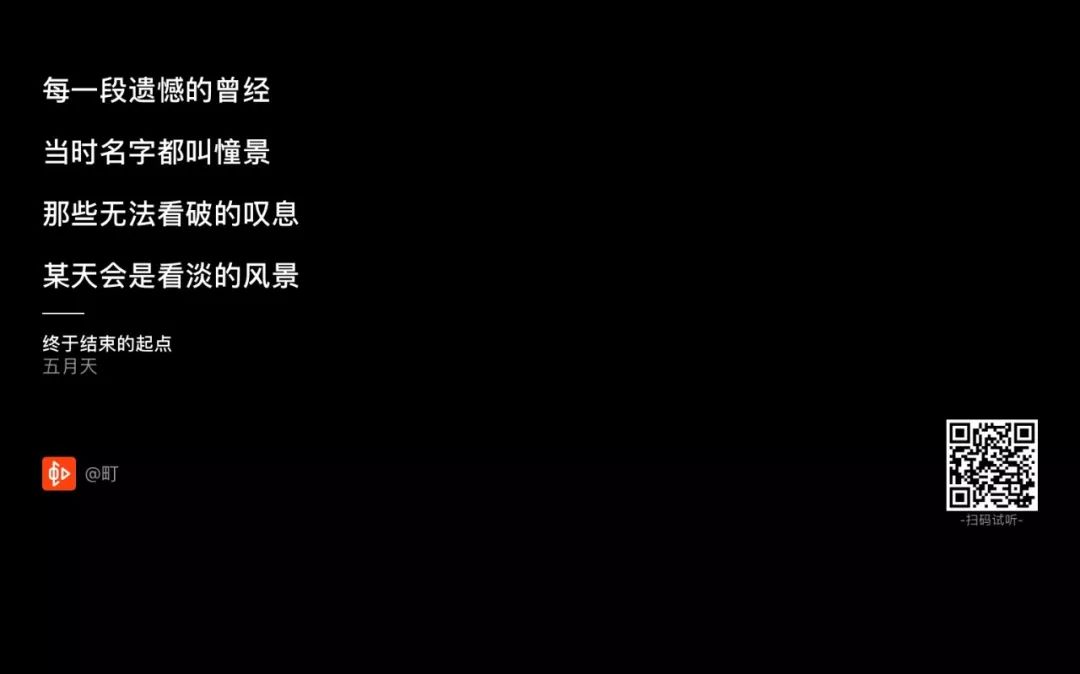 每一段遗憾的曾经
当时名字都叫憧景
那些无法看破的叹息
某天会是看淡的风景
终于结束的起点
五月天
@町
-扫码试听-